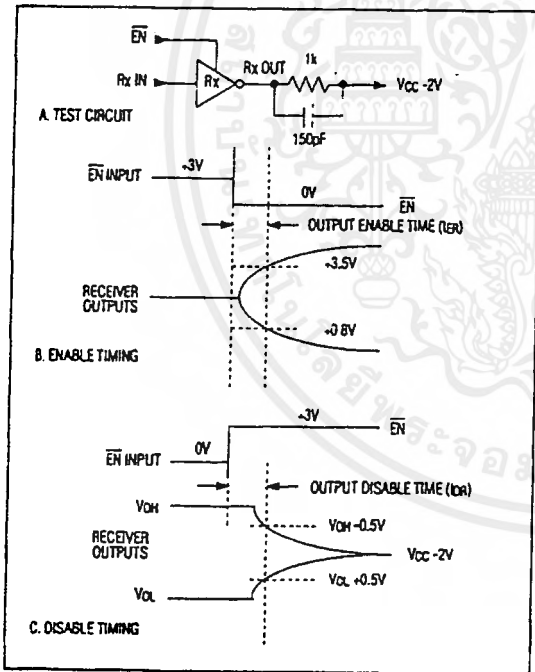 EN
Rx IN
Rx
Rx OUT
1k
VCC -2V
150pF
A. TEST CIRCUIT
EN INPUT
+3V
0V
EN
OUTPUT ENABLE TIME (tER)
RECEIVER
OUTPUTS
+3.5V
+0.8V
B. ENABLE TIMING
EN INPUT
0V
+3V
EN
OUTPUT DISABLE TIME (tDR)
VOH
RECEIVER
OUTPUTS
VOL
VOH -0.5V
VCC -2V
VOL +0.5V
C. DISABLE TIMING